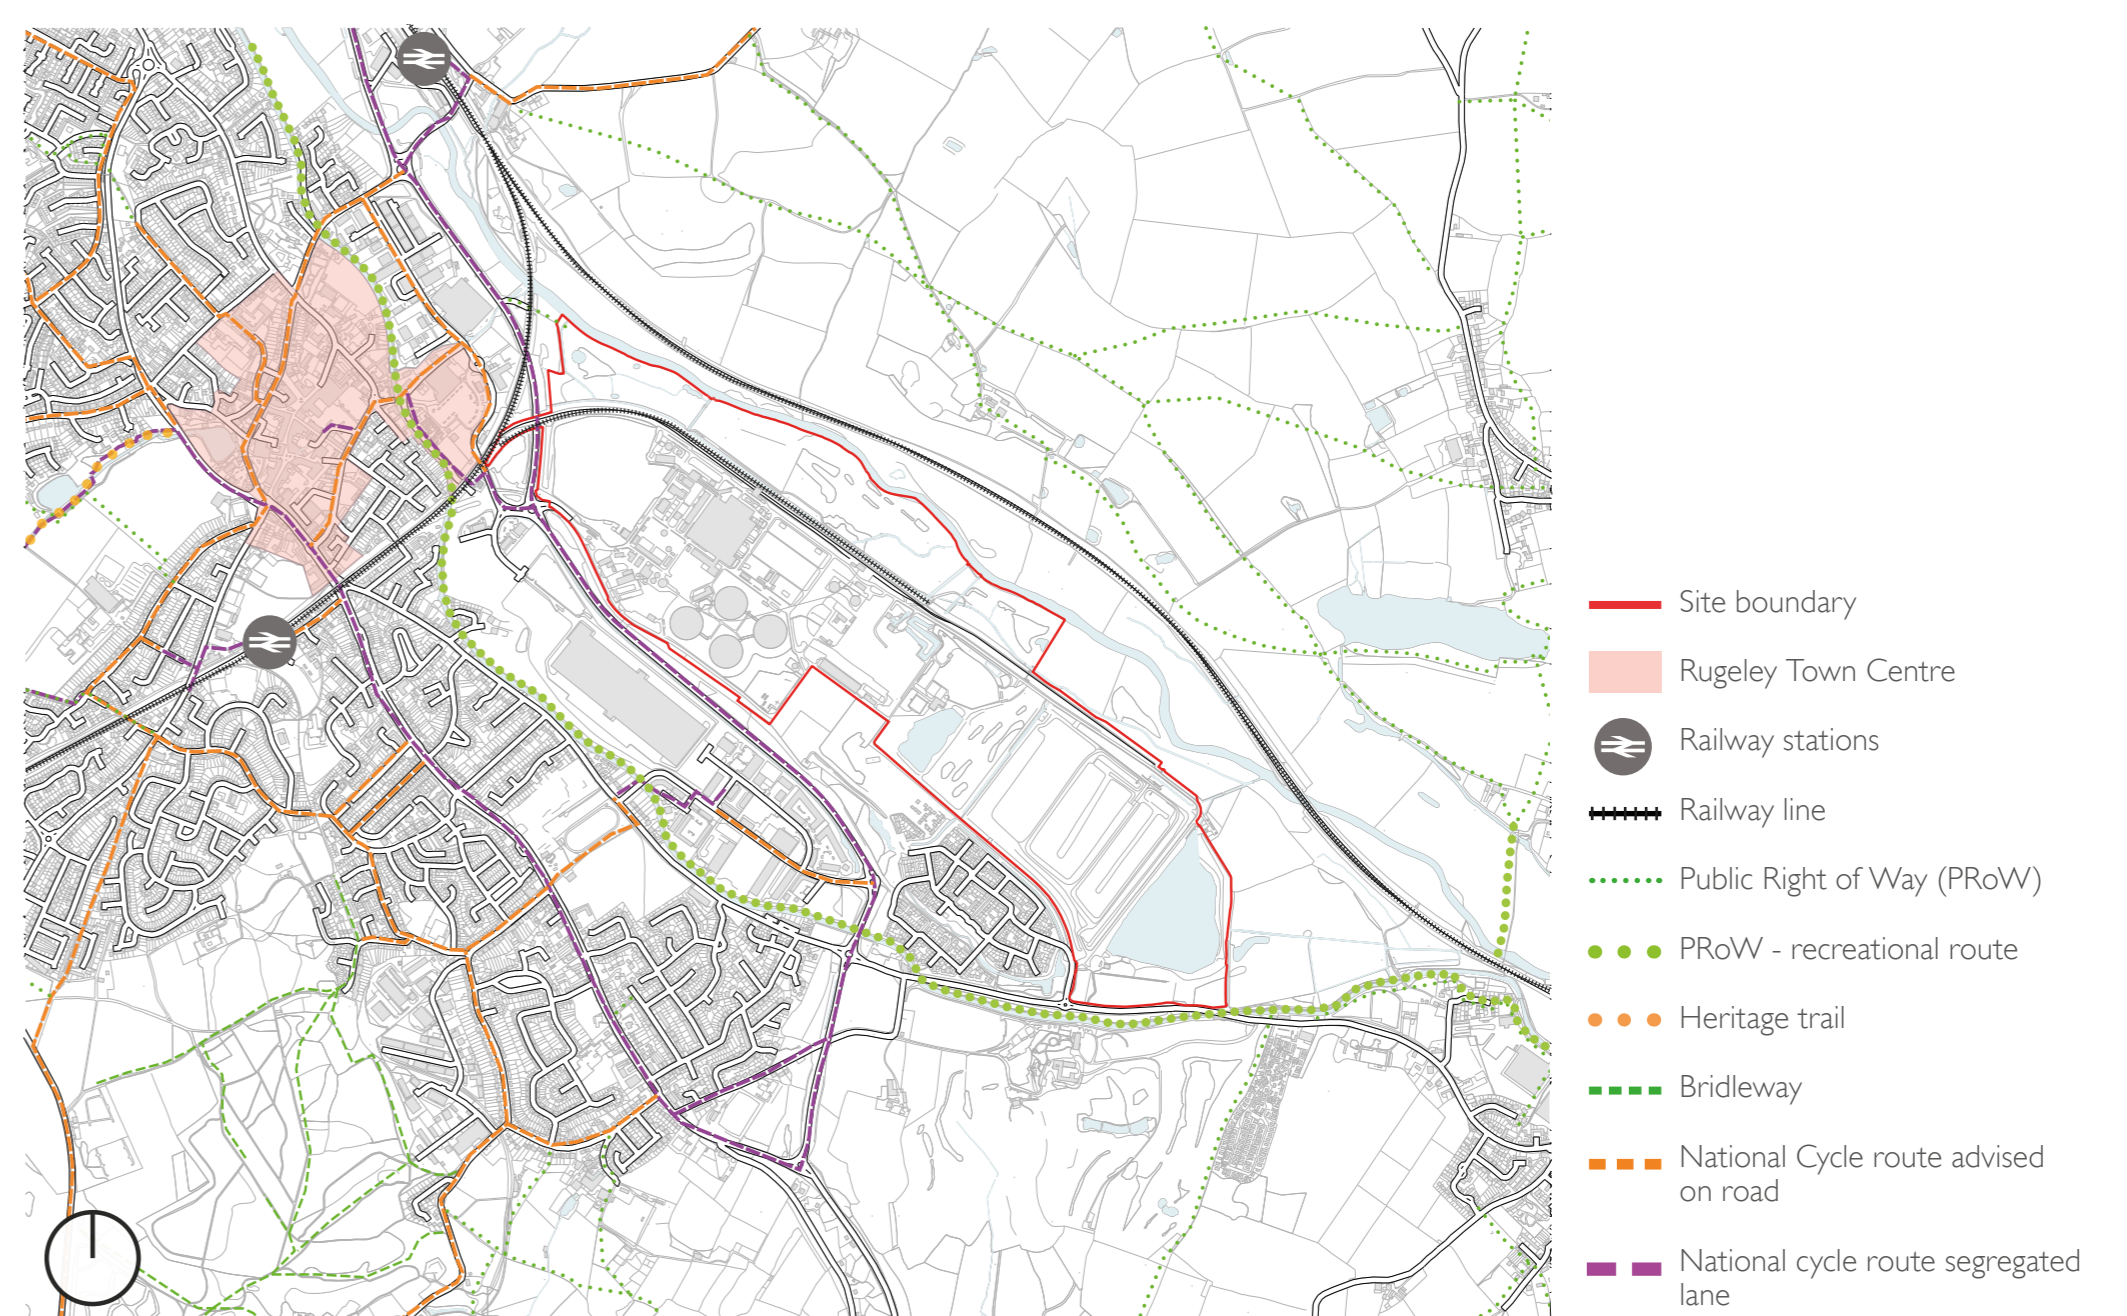 Site boundary
Rugeley Town Centre
Railway stations
Railway line
Public Right of Way (PRoW)
PRoW - recreational route
Heritage trail
Bridleway
National Cycle route advised
on road
National cycle route segregated
lane